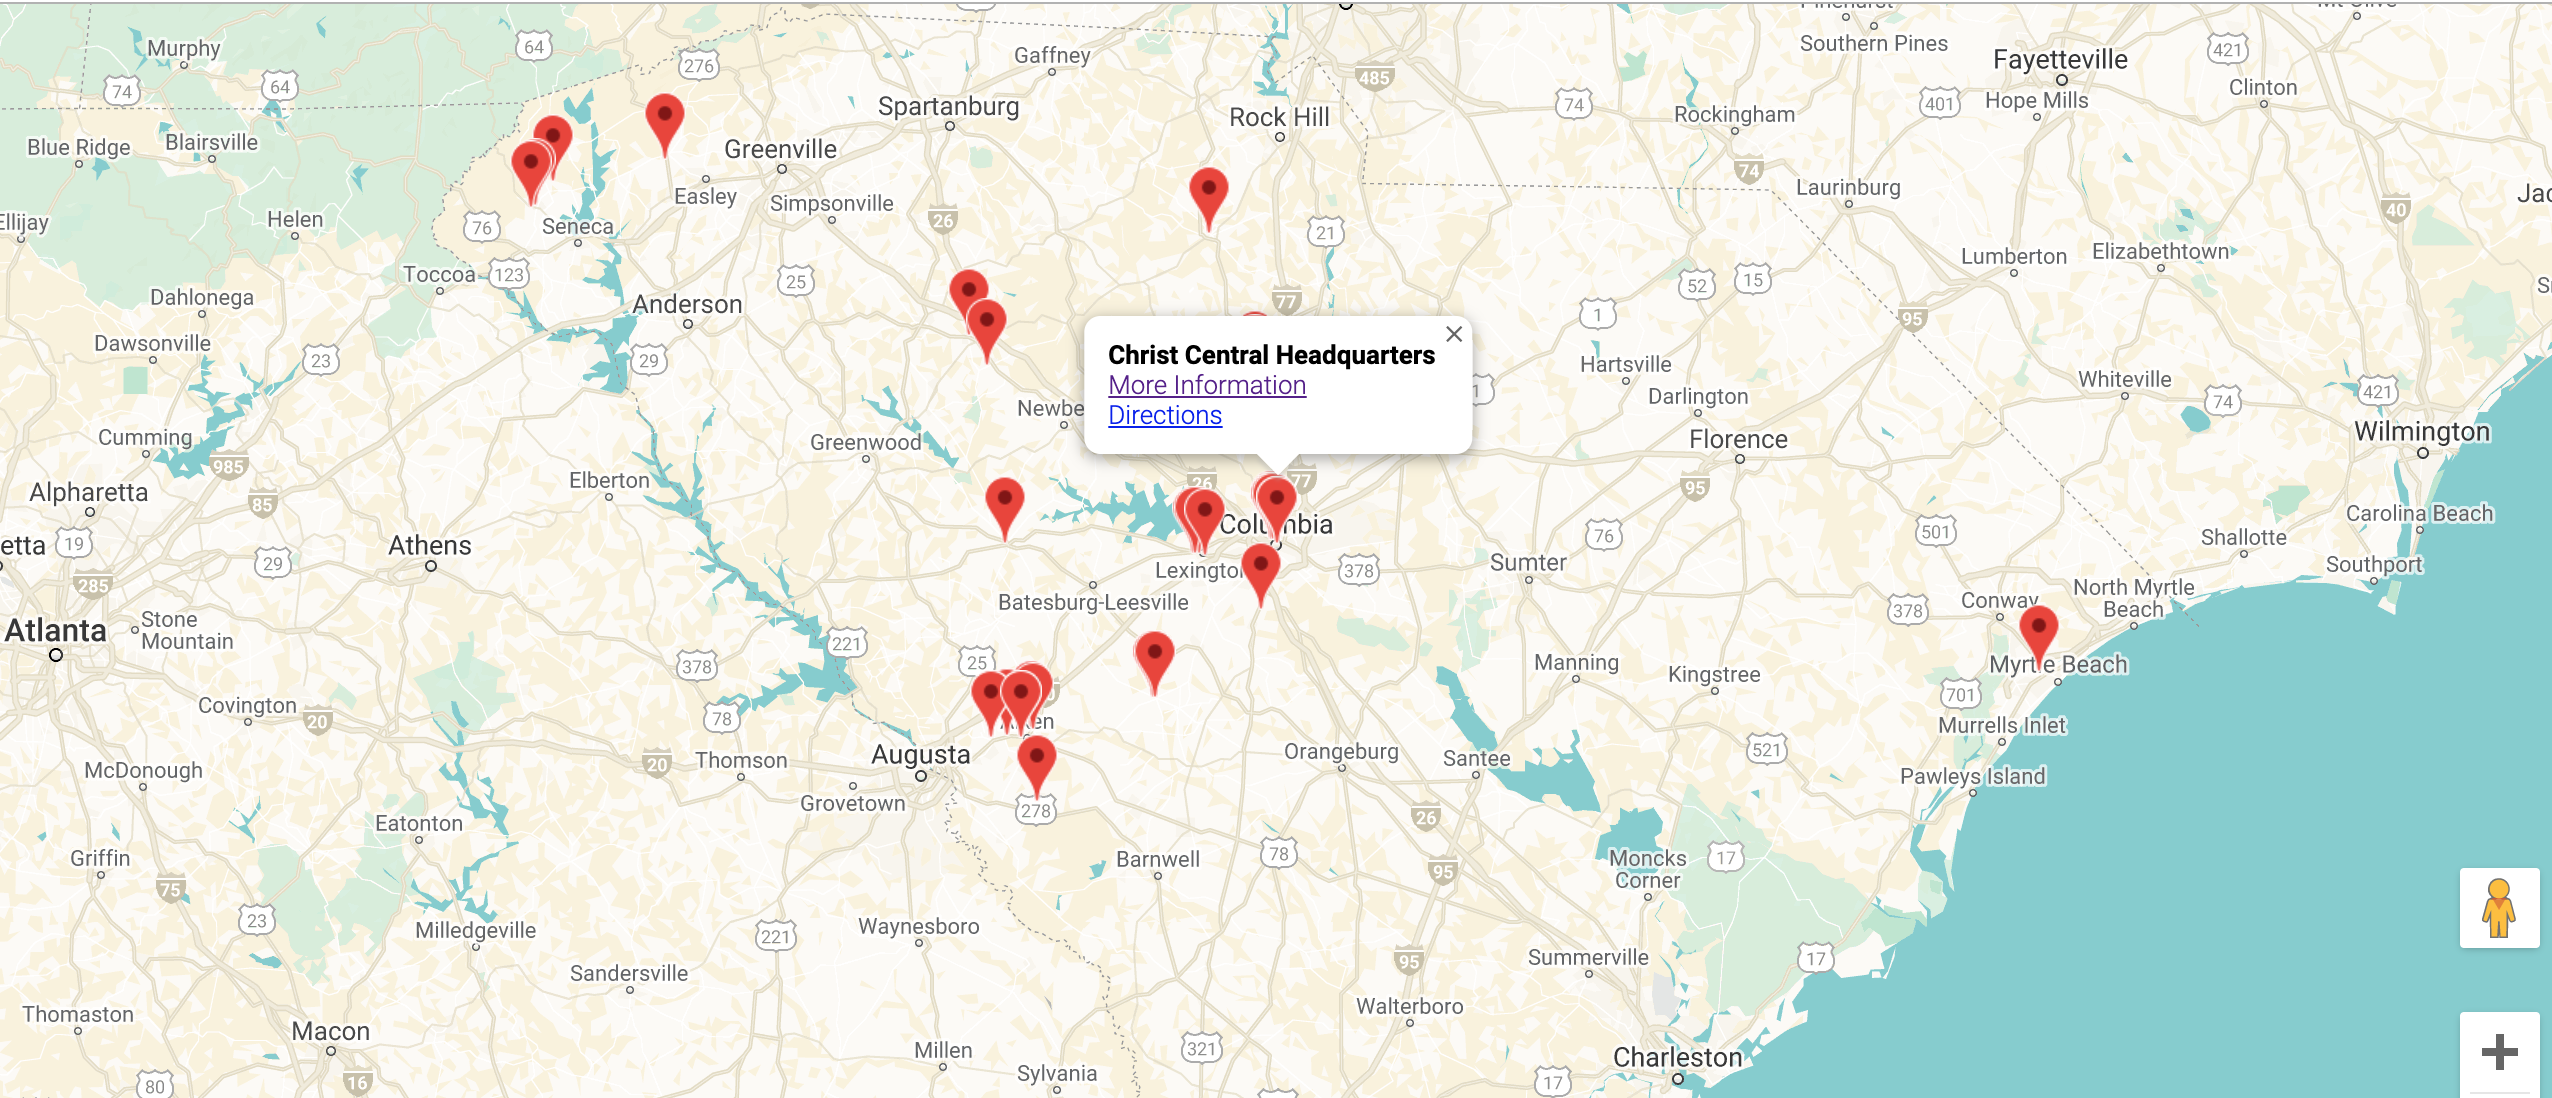 Pinehurst
Mt Olive
Murphy
64
Gaffney
Southern Pines
Fayetteville
421
276
485
74
64
Clinton
Spartanburg
Rock Hill
74
Rockingham
401
Hope Mills
Blue Ridge
Blairsville
Greenville
74
Laurinburg
Easley
Simpsonville
40
Jac
Ellijay
Helen
76
Seneca
26
21
Lumberton
Elizabethtown
Toccoa
123
25
52
15
Dahlonega
Anderson
77
1
95
Dawsonville
23
29
Christ Central Headquarters
More Information
Directions
Hartsville
Whiteville
421
1
Darlington
74
Newbe
Cumming
Greenwood
Florence
Wilmington
985
Elberton
26
77
95
Alpharetta
85
Carolina Beach
etta
19
Athens
Columbia
501
Shallotte
29
76
285
Lexington
378
Sumter
Southport
Batesburg-Leesville
North Myrtle
Beach
Conway
378
Atlanta
Stone
Mountain
221
25
378
Manning
Kingstree
Myrtle Beach
701
Covington
20
78
Aiken
Murrells Inlet
Augusta
Orangeburg
Santee
521
McDonough
20
Thomson
Pawleys Island
Grovetown
278
26
Eatonton
Griffin
75
Barnwell
78
95
Moncks
Corner
17
23
Milledgeville
221
Waynesboro
Sandersville
95
Summerville
17
Thomaston
Walterboro
Macon
Millen
321
Charleston
80
16
Sylvania
17